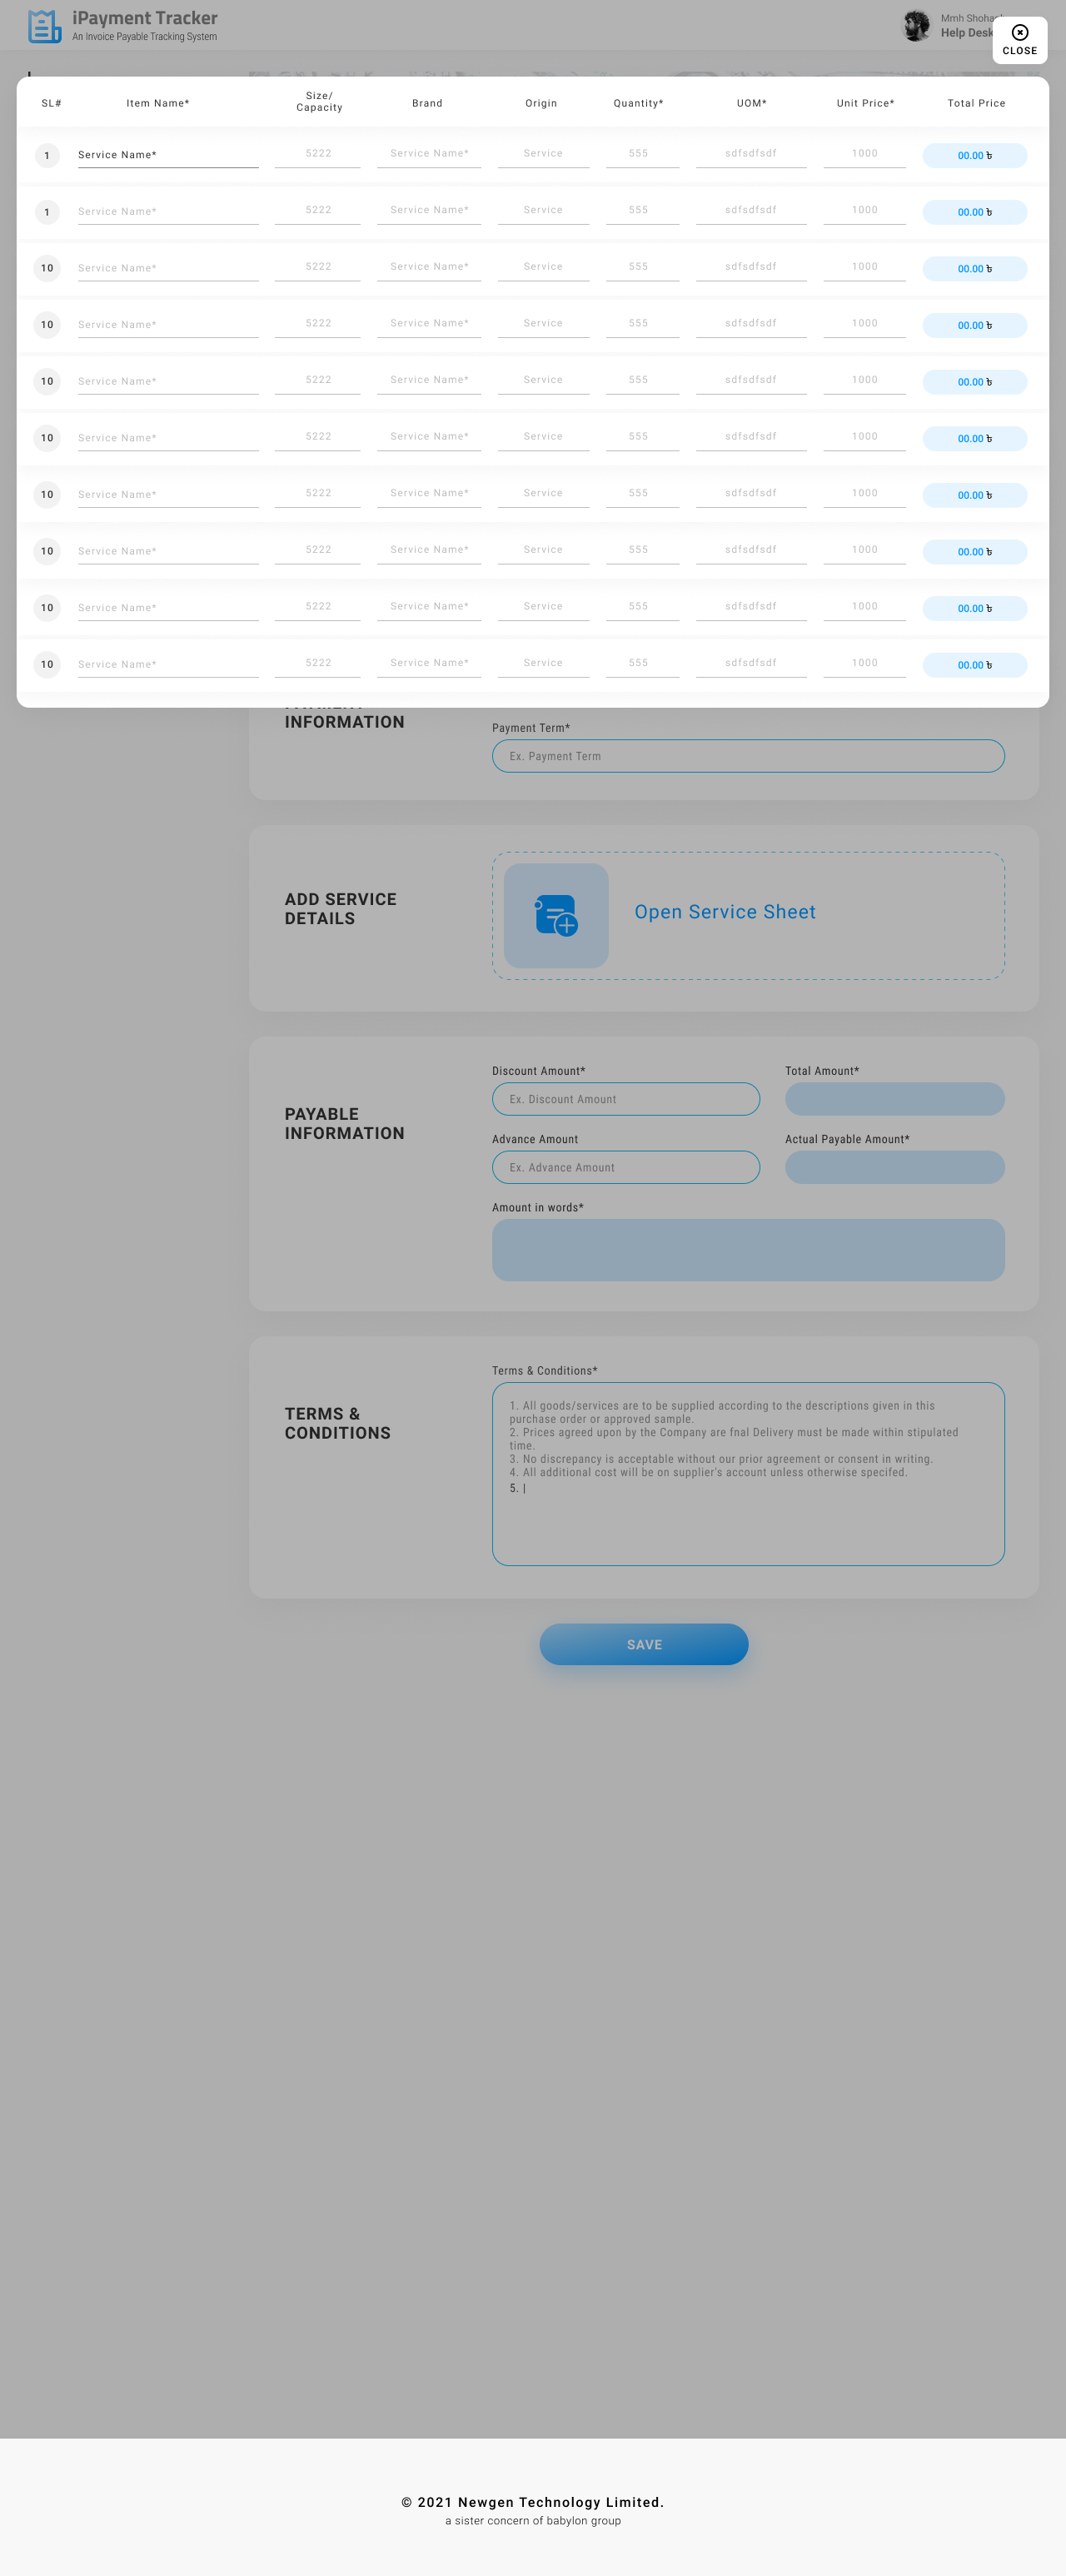 iPayment Tracker
An Invoice Payable Tracking System
Mmh
Help Desk
CLOSE
SL# Item Name* Size/ Capacity Brand Origin Quantity* UOM* Unit Price* Total Price
1 Service Name* 5222 Service Name* Service 555 sdfsdfsdf 1000 00.00 ৳
1 Service Name* 5222 Service Name* Service 555 sdfsdfsdf 1000 00.00 ৳
10 Service Name* 5222 Service Name* Service 555 sdfsdfsdf 1000 00.00 ৳
10 Service Name* 5222 Service Name* Service 555 sdfsdfsdf 1000 00.00 ৳
10 Service Name* 5222 Service Name* Service 555 sdfsdfsdf 1000 00.00 ৳
10 Service Name* 5222 Service Name* Service 555 sdfsdfsdf 1000 00.00 ৳
10 Service Name* 5222 Service Name* Service 555 sdfsdfsdf 1000 00.00 ৳
10 Service Name* 5222 Service Name* Service 555 sdfsdfsdf 1000 00.00 ৳
10 Service Name* 5222 Service Name* Service 555 sdfsdfsdf 1000 00.00 ৳
10 Service Name* 5222 Service Name* Service 555 sdfsdfsdf 1000 00.00 ৳
PAYMENT
INFORMATION
Payment Term*
Ex. Payment Term
ADD SERVICE
DETAILS
Open Service Sheet
PAYABLE
INFORMATION
Discount Amount* Total Amount*
Ex. Discount Amount
Advance Amount Actual Payable Amount*
Ex. Advance Amount
Amount in words*
TERMS &
CONDITIONS
Terms & Conditions*
1. All goods/services are to be supplied according to the descriptions given in this
purchase order or approved sample.
2. Prices agreed upon by the Company are fnal Delivery must be made within stipulated
time.
3. No discrepancy is acceptable without our prior agreement or consent in writing.
4. All additional cost will be on supplier's account unless otherwise specifed.
5. |
SAVE
© 2021 Newgen Technology Limited.
a sister concern of babylon group